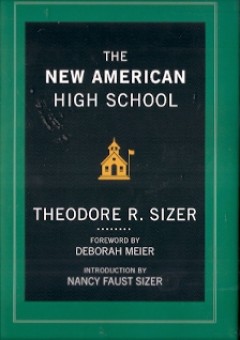 THE
NEW AMERICAN
HIGH SCHOOL
THEODORE R. SIZER
FOREWORD BY
DEBORAH MEIER
INTRODUCTION BY
NANCY FAUST SIZER